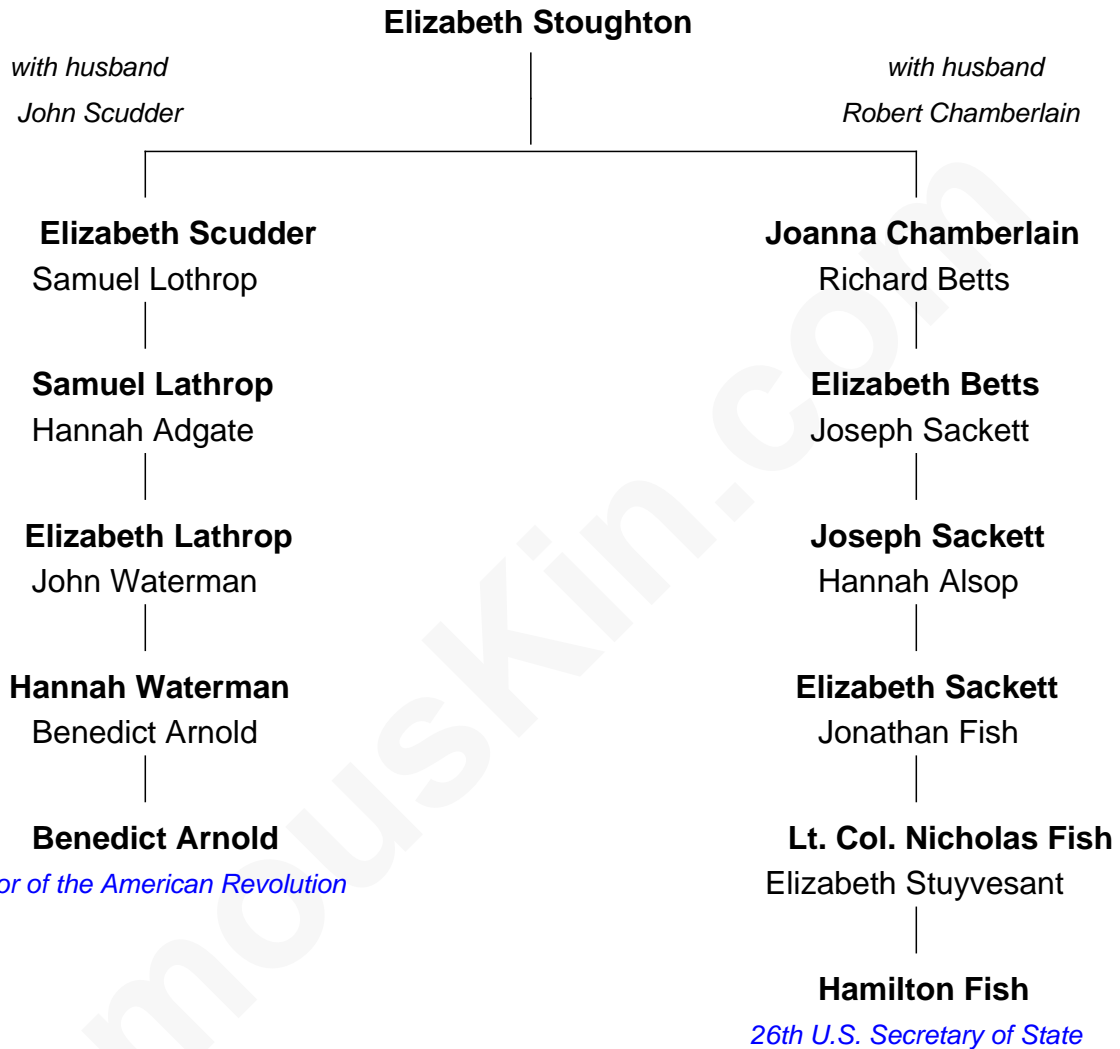 Elizabeth Stoughton
with husband
John Scudder
with husband
Robert Chamberlain
Elizabeth Scudder
Samuel Lothrop
Joanna Chamberlain
Richard Betts
Samuel Lathrop
Hannah Adgate
Elizabeth Betts
Joseph Sackett
Elizabeth Lathrop
John Waterman
Joseph Sackett
Hannah Alsop
Hannah Waterman
Benedict Arnold
Elizabeth Sackett
Jonathan Fish
Benedict Arnold
or of the American Revolution
Lt. Col. Nicholas Fish
Elizabeth Stuyvesant
Hamilton Fish
26th U.S. Secretary of State
mousKin.com